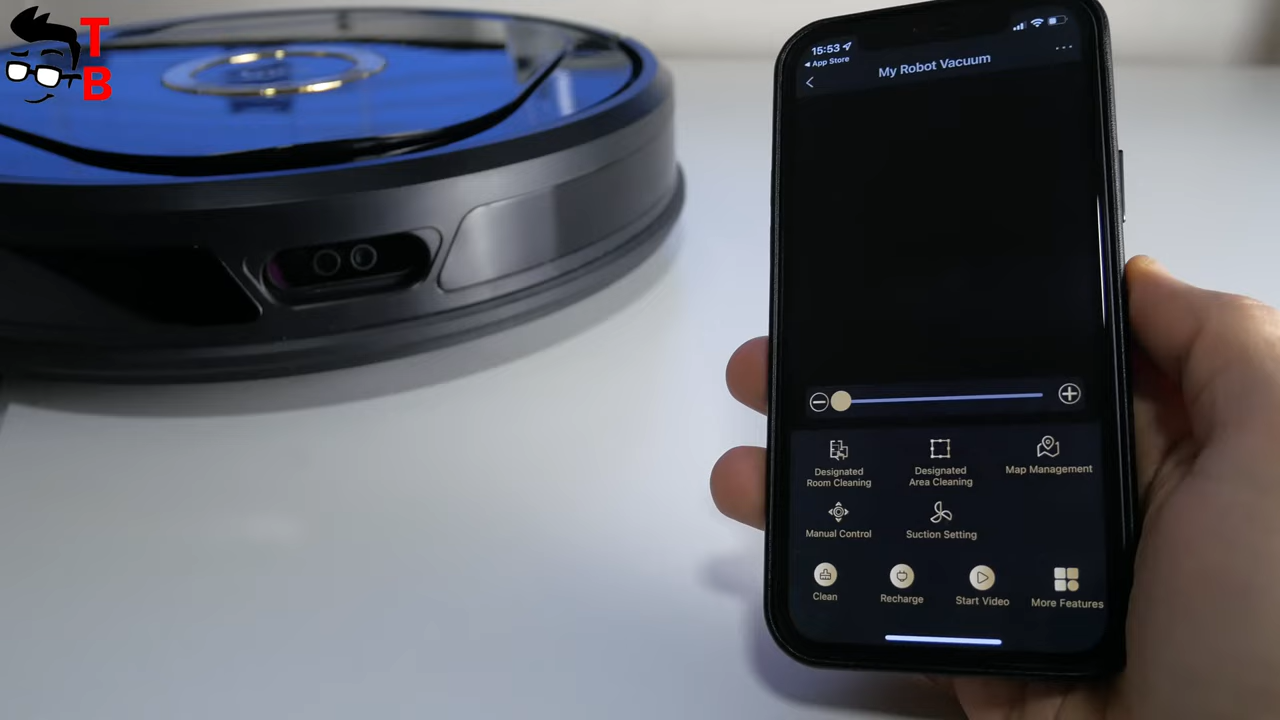 TB
15:53
App Store
My Robot Vacuum
Designated
Room Cleaning
Designated
Area Cleaning
Map Management
Manual Control
Suction Setting
Clean
Recharge
Start Video
More Features